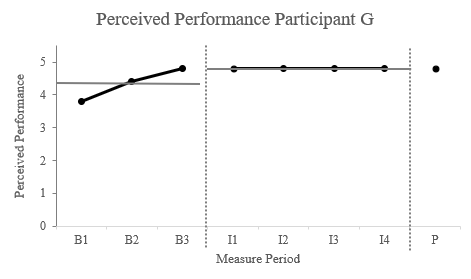 Perceived Performance Participant G
Perceived Performance
5
4
3
2
1
0
B1 B2 B3 I1 I2 I3 I4 P
Measure Period